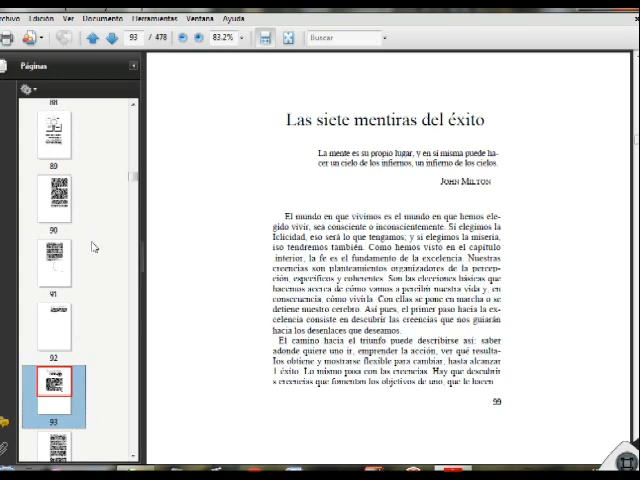 rchivo Edición Ver Documento Herramientas Ventana Ayuda
93 / 478 83.2% Buscar
Páginas
88
89
90
91
92
93
Las siete mentiras del éxito
La mente es su propio lugar, y en sí misma puede ha-
cer un cielo de los infiernos, un infierno de los cielos.
JOHN MILTON
El mundo en que vivimos es el mundo en que hemos ele-
gido vivir, sea consciente o inconscientemente. Si elegimos la
felicidad, eso será lo que tengamos; y si elegimos la miseria,
iso tendremos también. Como hemos visto en el capítulo
interior, la fe es el fundamento de la excelencia. Nuestras
creencias son planteamientos organizadores de la percep-
ción, específicos y coherentes. Son las elecciones básicas que
hacemos acerca de cómo vamos a percibir nuestra vida y, en
consecuencia, cómo vivirla. Con ellas se pone en marcha o se
detiene nuestro cerebro. Así pues, el primer paso hacia la ex-
celencia consiste en descubrir las creencias que nos guiarán
hacia los desenlaces que deseamos.
El camino hacia el triunfo puede describirse así: saber
adonde quiere uno ir, emprender la acción, ver qué resulta-
dos obtiene y mostrarse flexible para cambiar, hasta alcanzar
l éxito. Lo mismo pasa con las creencias. Hay que descubrir
s creencias que fomentan los objetivos de uno, que le hacen
99